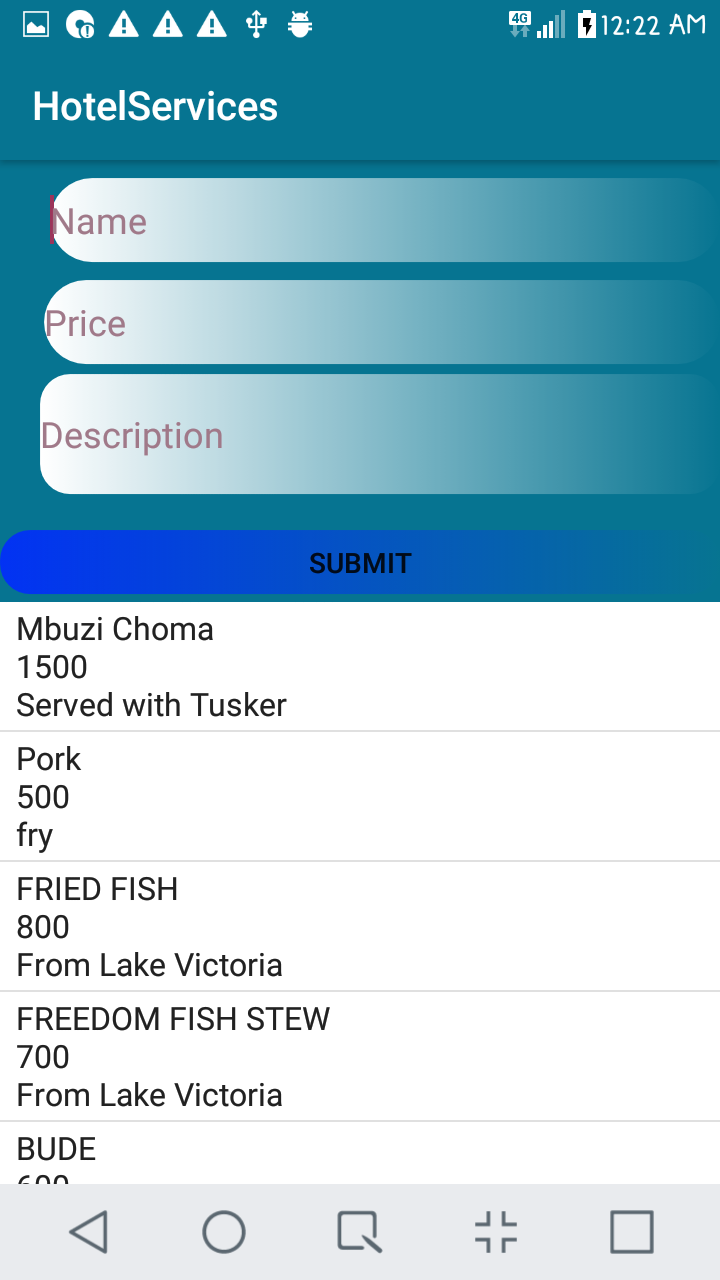 4G 12:22 AM
HotelServices
Name
Price
Description
SUBMIT
Mbuzi Choma
1500
Served with Tusker
Pork
500
fry
FRIED FISH
800
From Lake Victoria
FREEDOM FISH STEW
700
From Lake Victoria
BUDE
600